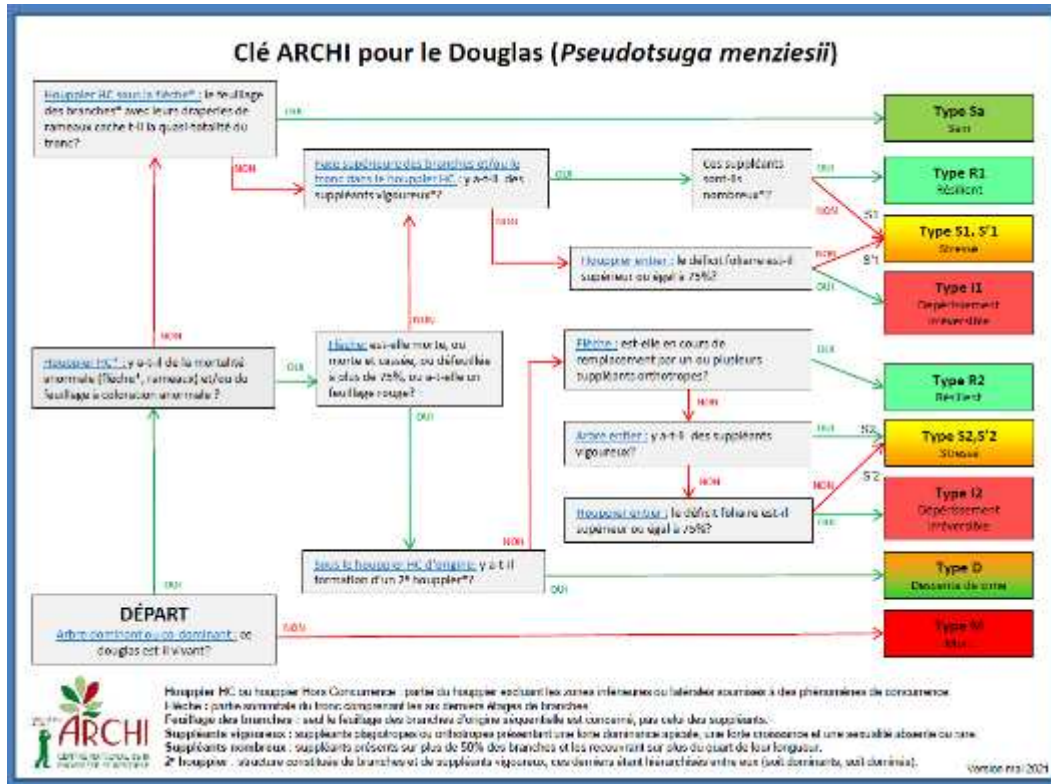 Clé ARCHI pour le Douglas (Pseudotsuga menziesii)
Houppier HC sous la flèche* : le feuillage
des branches* avec leurs draperies de
rameaux cache t-il la quasi-totalité du
tronc?
OUI
Type Sa
Sain
NON
Face supérieure des branches et/ou le
tronc dans le houppier HC : y a-t-il des
suppléants vigoureux*?
OUI
Ces suppléants
sont-ils
nombreux*?
OUI
Type R1
Résilient
NON
S1
Type S1, S'1
Stressé
NON
Houppier entier : le déficit foliaire est-il
supérieur ou égal à 75%?
NON
S'1
OUI
Type I1
Dépérissement
irréversible
NON
NON
Houppier HC* : y a-t-il de la mortalité
anormale (flèche*, rameaux) et/ou du
feuillage à coloration anormale ?
OUI
Flèche: est-elle morte, ou
morte et cassée, ou défeuillée
à plus de 75%, ou a-t-elle un
feuillage rouge?
Flèche : est-elle en cours de
remplacement par un ou plusieurs
suppléants orthotropes?
OUI
Type R2
Résilient
NON
OUI
Arbre entier : y a-t-il des suppléants
vigoureux?
OUI
S2
Type S2,S'2
Stressé
NON
NON
S'2
Houppier entier : le déficit foliaire est-il
supérieur ou égal à 75%?
OUI
Type I2
Dépérissement
irréversible
NON
Sous le houppier HC d'origine: y a-t-il
formation d'un 2e houppier*?
OUI
Type D
Descente de cime
OUI
DÉPART
Arbre dominant ou co-dominant : ce
douglas est-il vivant?
NON
Type M
Mort
Houppier HC ou houppier Hors Concurrence : partie du houppier excluant les zones inférieures ou latérales soumises à des phénomènes de concurrence
Flèche : partie sommitale du tronc comprenant les six derniers étages de branches
Feuillage des branches : seul le feuillage des branches d'origine séquentielle est concerné, pas celui des suppléants.
Suppléants vigoureux : suppléants plagiotropes ou orthotropes présentant une forte dominance apicale, une forte croissance et une sexualité absente ou rare.
Suppléants nombreux : suppléants présents sur plus de 50% des branches et les recouvrant sur plus du quart de leur longueur.
2e houppier : structure constituée de branches et de suppléants vigoureux, ces derniers étant hiérarchisés entre eux (soit dominants, soit dominés).
ARCHI
Version mai 2021